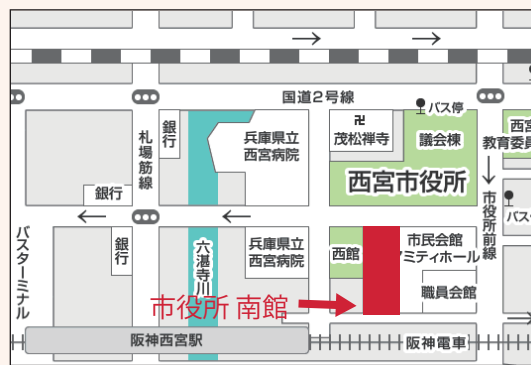 国道2号線
バス停
卍
茂松禅寺
議会棟
西宮
教育委員
札場筋線
銀行
兵庫県立
西宮病院
西宮市役所
市役所前線
銀行
バス
バスターミナル
銀行
六湛寺川
兵庫県立
西宮病院
西館
市民会館
アミティホール
職員会館
市役所 南館
阪神西宮駅
阪神電車